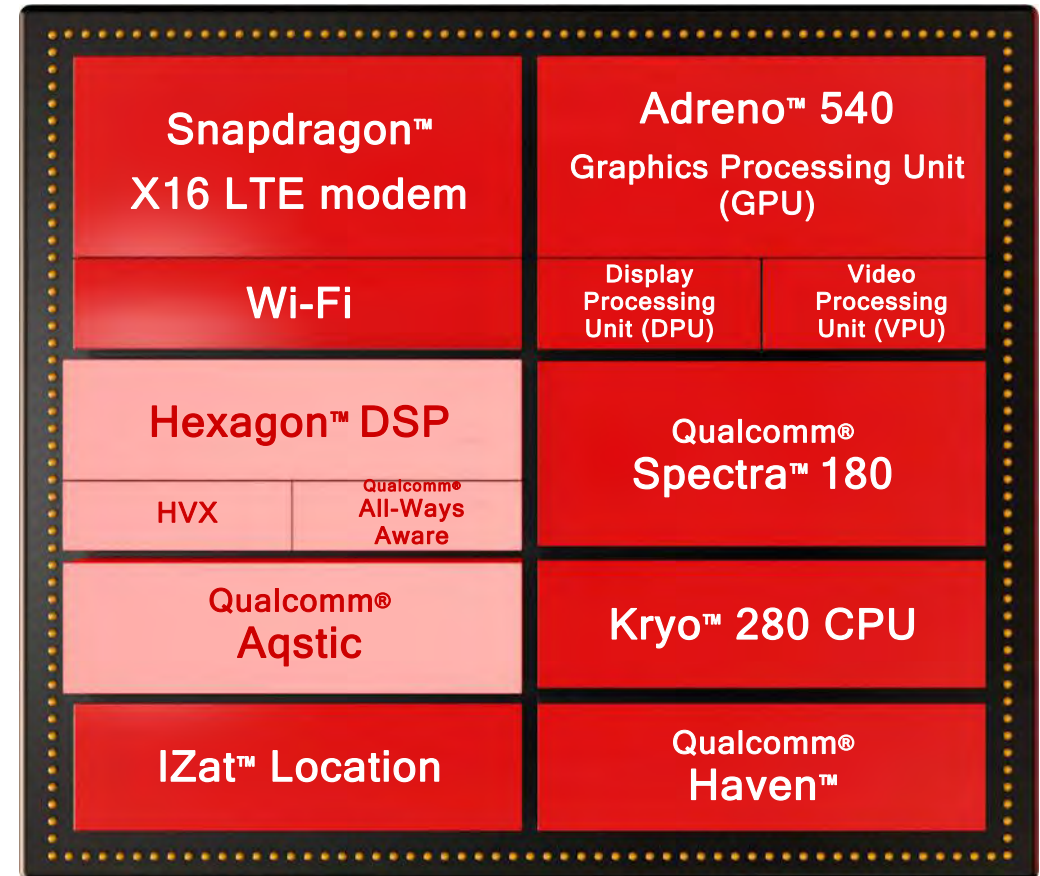 Snapdragon™
X16 LTE modem
Wi-Fi
Adreno™ 540
Graphics Processing Unit
(GPU)
Display
Processing
Unit (DPU)
Video
Processing
Unit (VPU)
Hexagon™ DSP
HVX
Qualcomm®
All-Ways
Aware
Qualcomm®
Spectra™ 180
Qualcomm®
Aqstic
Kryo™ 280 CPU
IZat™ Location
Qualcomm®
Haven™